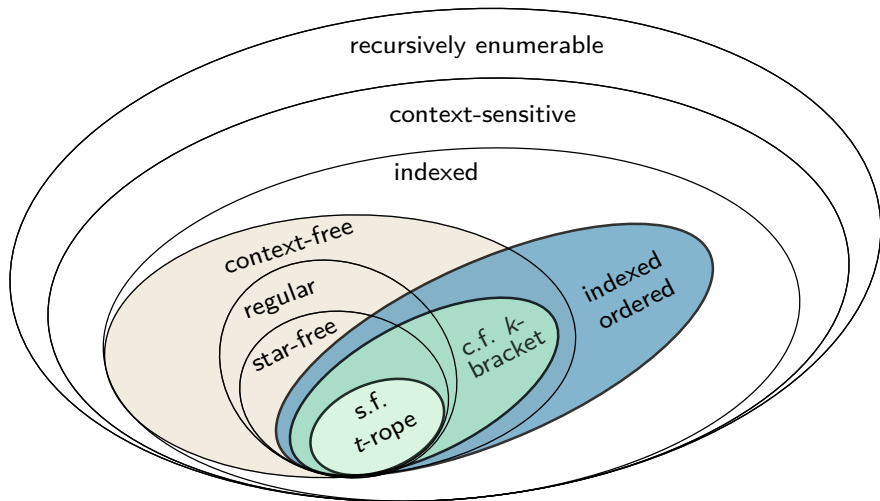 recursively enumerable
context-sensitive
indexed
context-free
regular
star-free
indexed
ordered
c.f. k-
bracket
s.f.
t-rope